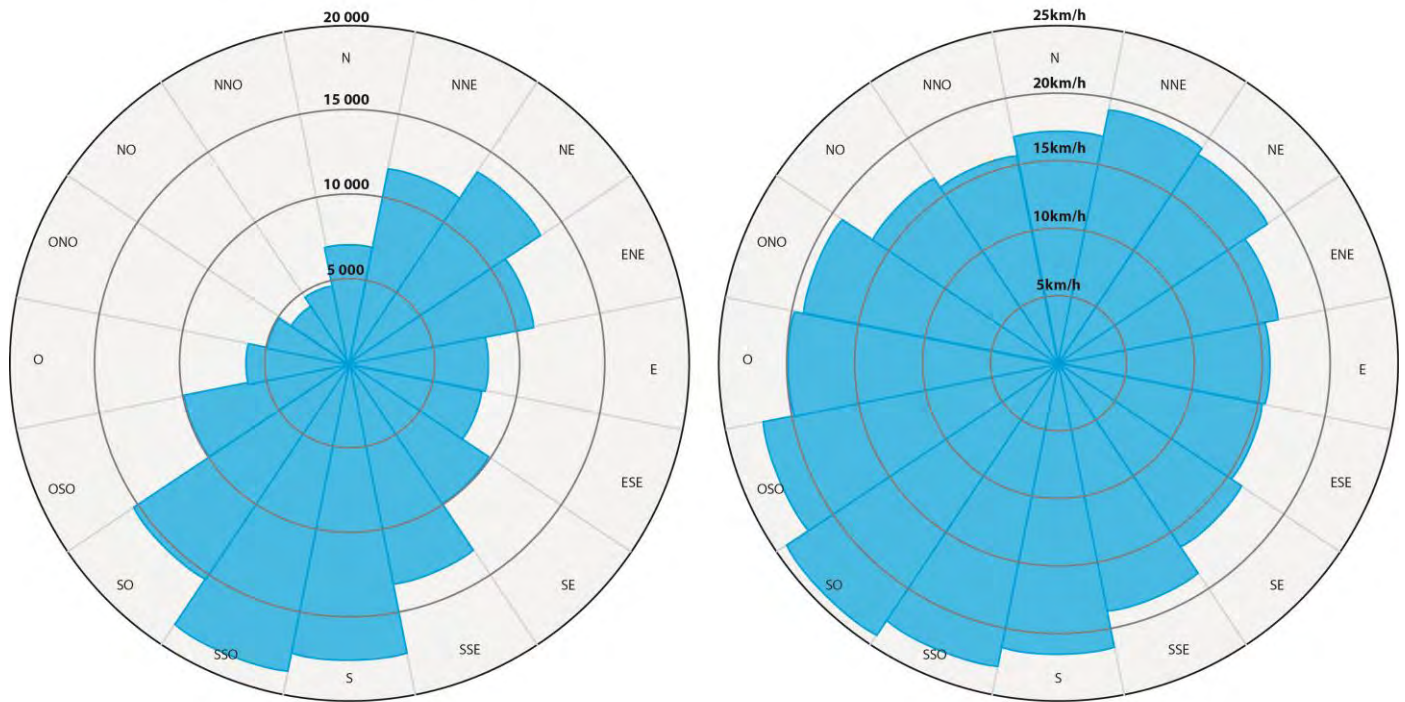 20 000
N
NNO
NNE
15 000
NO
NE
10 000
ONO
ENE
5 000
O
E
OSO
ESE
SO
SE
SSO
SSE
S
25km/h
N
NNO
NNE
20km/h
NO
NE
15km/h
ONO
ENE
10km/h
5km/h
O
E
OSO
ESE
SO
SE
SSO
SSE
S